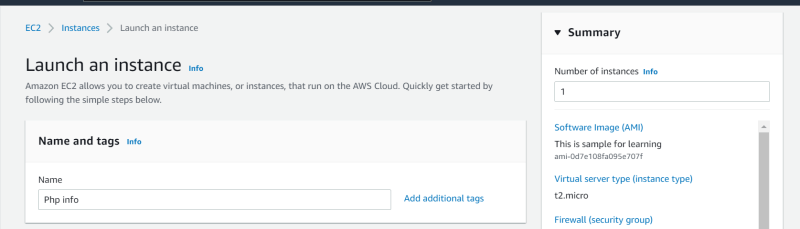 EC2 > Instances > Launch an instance
Launch an instance Info
Amazon EC2 allows you to create virtual machines, or instances, that run on the AWS Cloud. Quickly get started by
following the simple steps below.
Name and tags Info
Name
Php info
Add additional tags
Summary
Number of instances Info
1
Software Image (AMI)
This is sample for learning
ami-0d7e108fa095e707f
Virtual server type (instance type)
t2.micro
Firewall (security group)